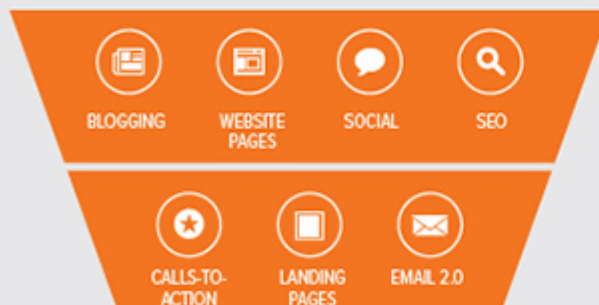 BLOGGING
WEBSITE
PAGES
SOCIAL
SEO
CALLS-TO-
ACTION
LANDING
PAGES
EMAIL 2.0